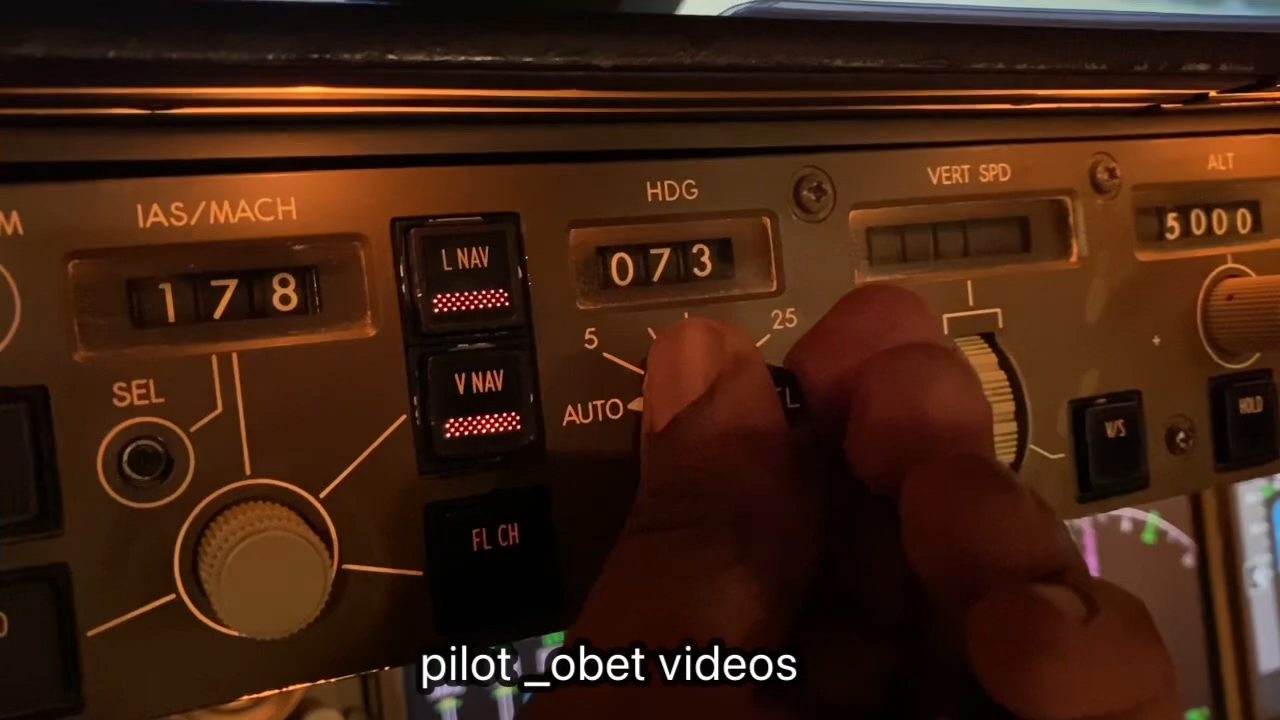 M
IAS/MACH
178
SEL
L NAV
V NAV
FL CH
HDG
073
5
25
AUTO
VERT SPD
V/S
ALT
5000
HOLD
pilot _obet videos